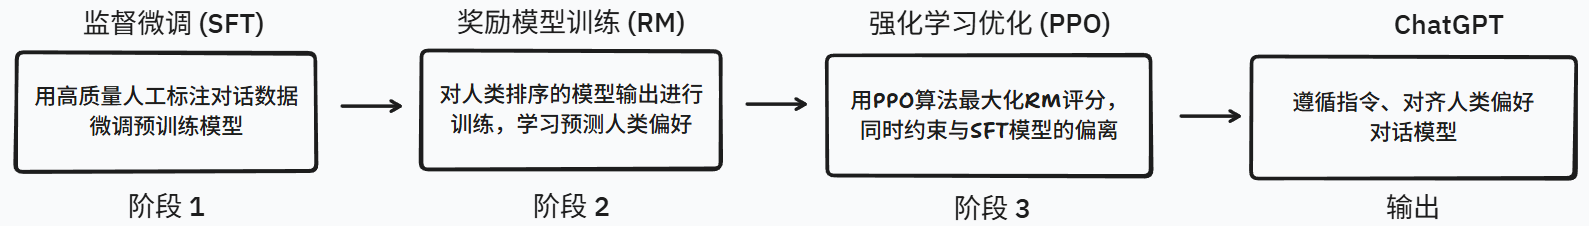 监督微调 (SFT)
用高质量人工标注对话数据
微调预训练模型
阶段 1
奖励模型训练 (RM)
对人类排序的模型输出进行
训练，学习预测人类偏好
阶段 2
强化学习优化 (PPO)
用PPO算法最大化RM评分，
同时约束与SFT模型的偏离
阶段 3
ChatGPT
遵循指令、对齐人类偏好
对话模型
输出